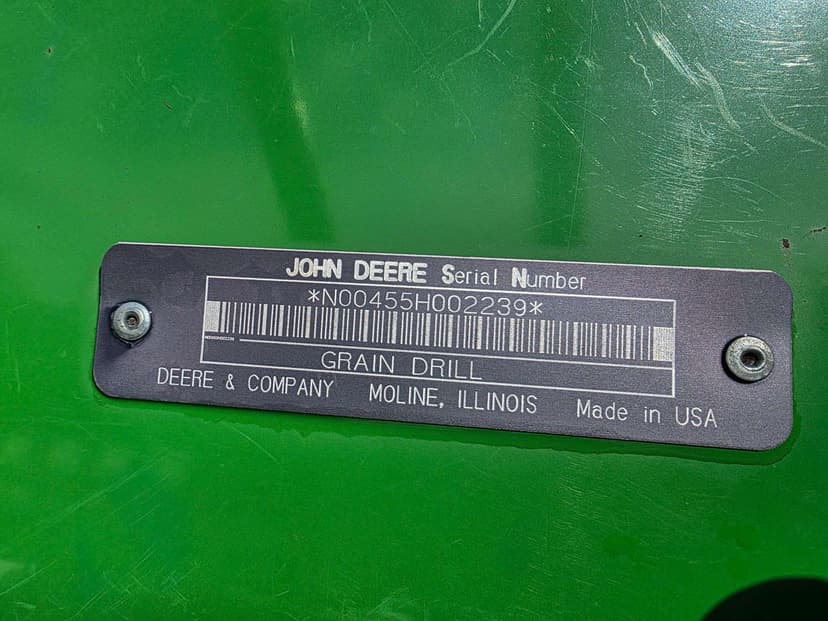 JOHN DEERE Serial Number
*N00455H002239*
GRAIN DRILL
DEERE & COMPANY MOLINE, ILLINOIS Made in USA